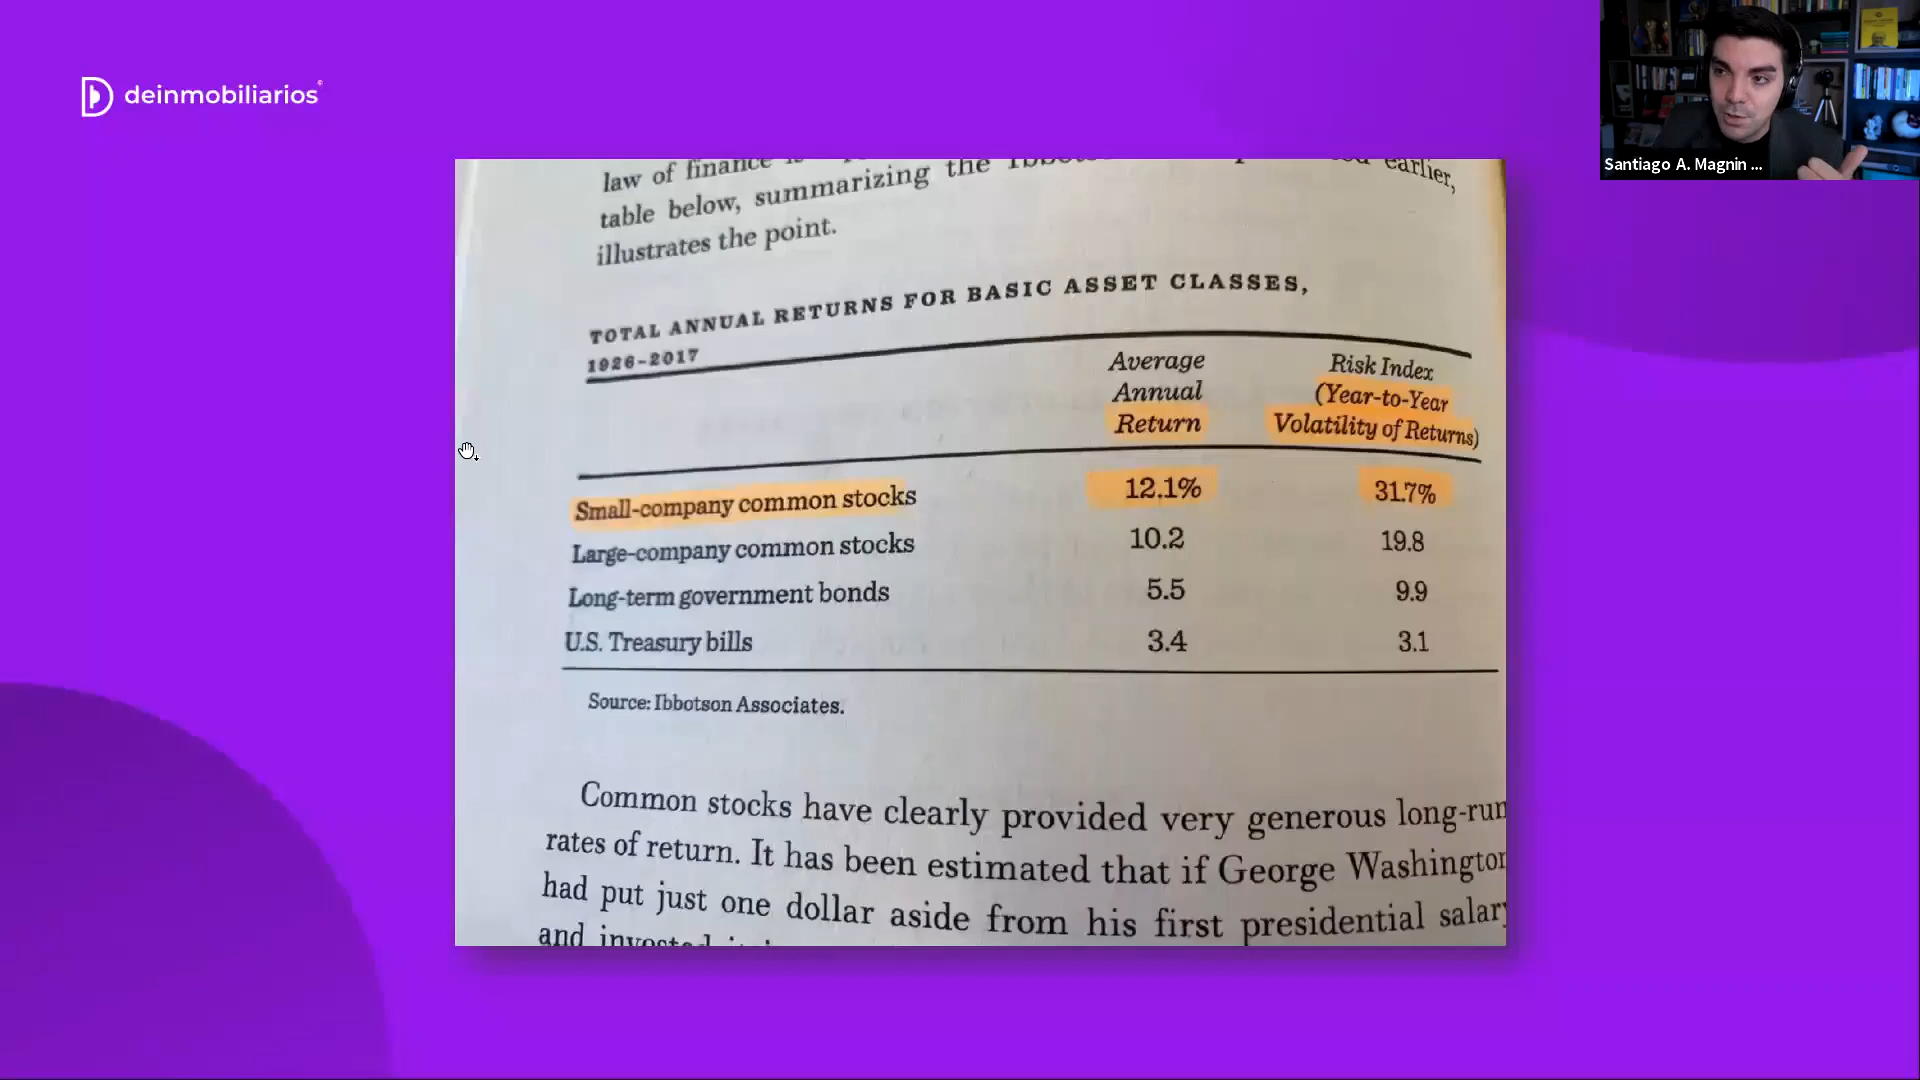 deinmobiliarios
Santiago A. Magnin ...
law of finance
table below, summarizing the earlier,
illustrates the point.
TOTAL ANNUAL RETURNS FOR BASIC ASSET CLASSES,
1926–2017
Average
Annual
Return
Risk Index
(Year-to-Year
Volatility of Returns)
Small-company common stocks 12.1% 31.7%
Large-company common stocks 10.2 19.8
Long-term government bonds 5.5 9.9
U.S. Treasury bills 3.4 3.1
Source: Ibbotson Associates.
Common stocks have clearly provided very generous long-run
rates of return. It has been estimated that if George Washington
had put just one dollar aside from his first presidential salary
and invested